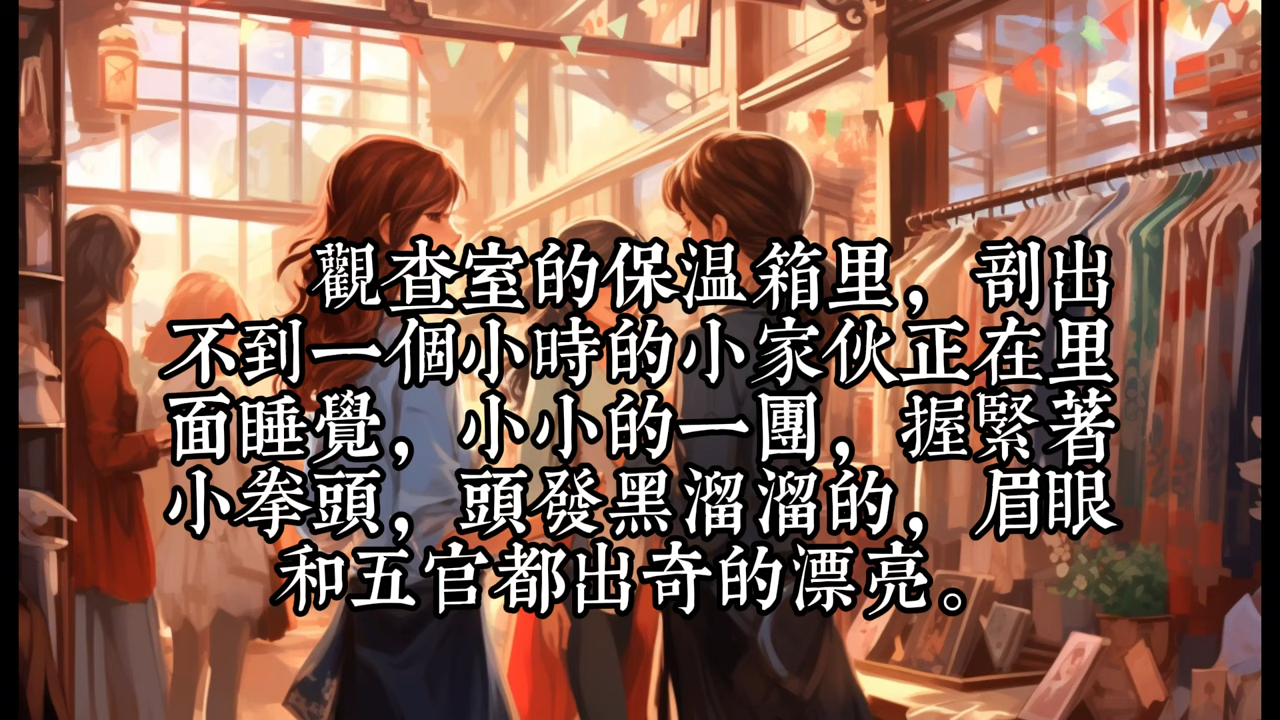 觀查室的保温箱里，剖出
不到一個小時的小家伙正在里
面睡覺，小小的一團，握緊著
小拳頭，頭發黑溜溜的，眉眼
和五官都出奇的漂亮。